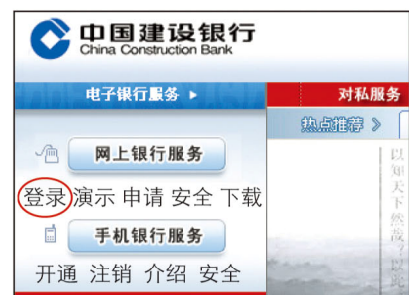 中国建设银行
China Construction Bank
电子银行服务 ▶
对私服务
热点推荐 》
网上银行服务
登录 演示 申请 安全 下载
手机银行服务
开通 注销 介绍 安全